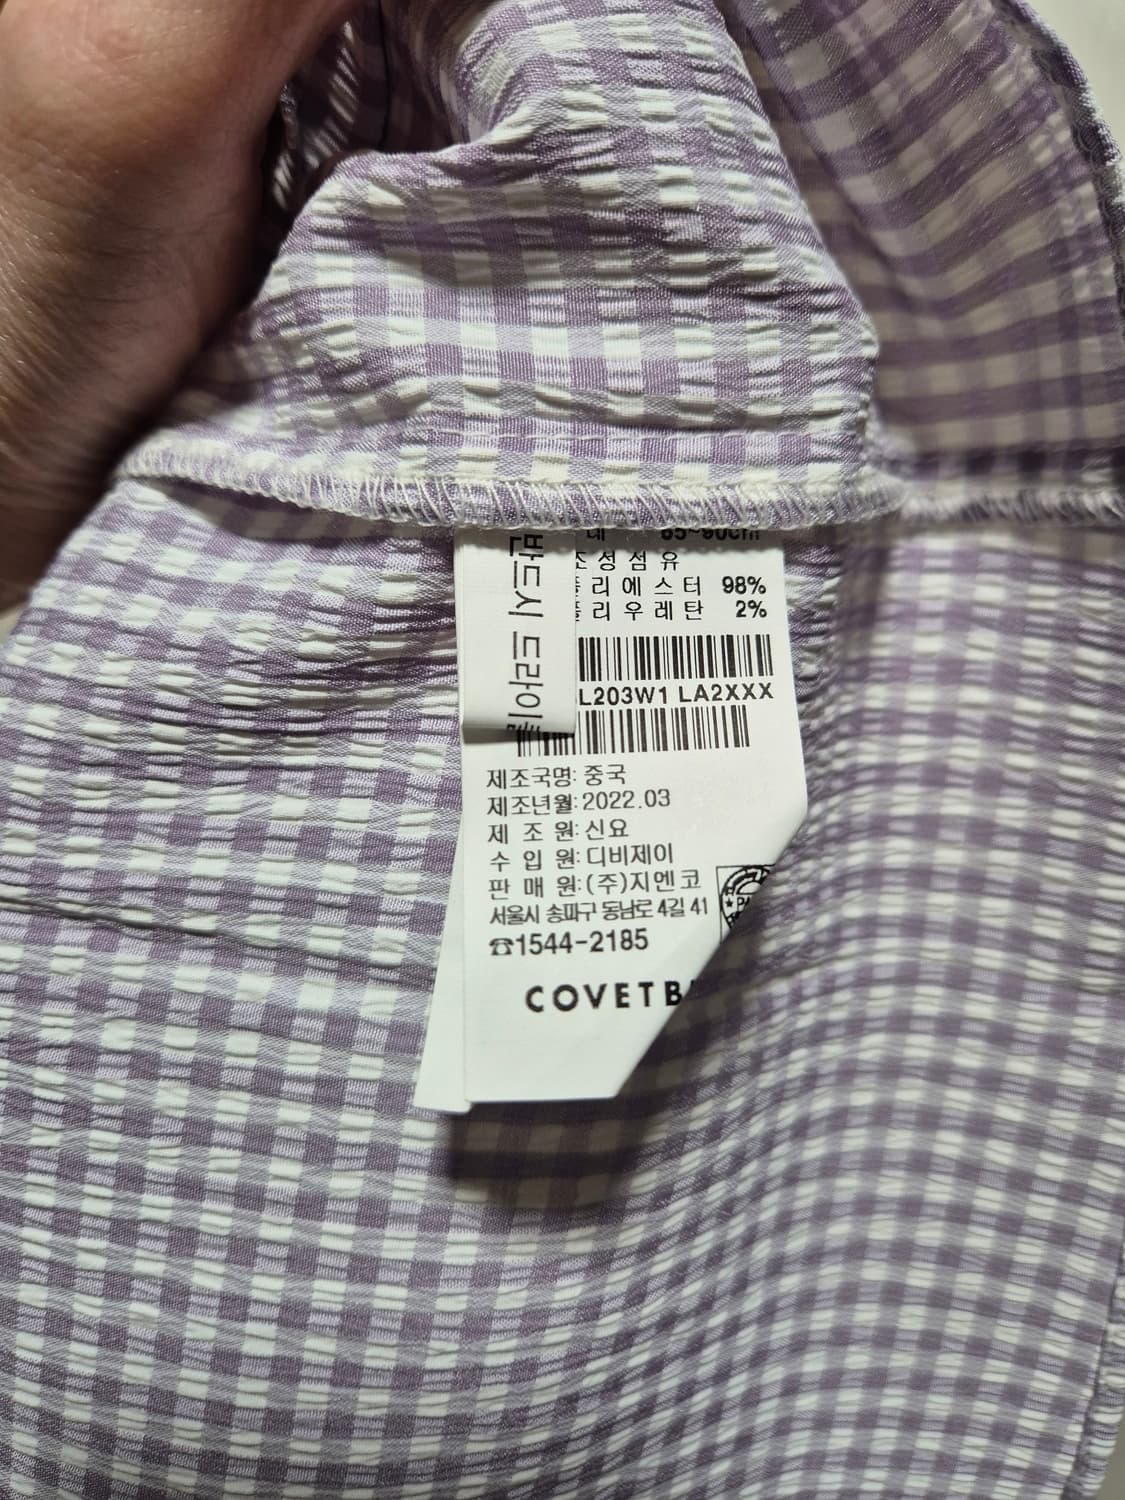 65~90cm
조성섬유
리에스터 98%
리우레탄 2%
반드시 드라이
L203W1 LA2XXX
제조국명: 중국
제조년월: 2022.03
제 조 원: 신요
수 입 원: 디비제이
판 매 원: (주)지엔코
서울시 송파구 동남로 4길 41
☎1544-2185
COVETB